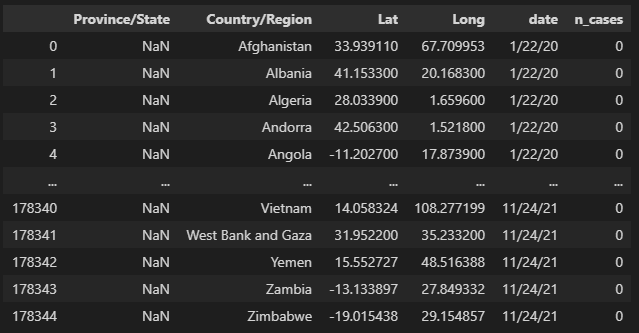 Province/State Country/Region Lat Long date n_cases
0 NaN Afghanistan 33.939110 67.709953 1/22/20 0
1 NaN Albania 41.153300 20.168300 1/22/20 0
2 NaN Algeria 28.033900 1.659600 1/22/20 0
3 NaN Andorra 42.506300 1.521800 1/22/20 0
4 NaN Angola -11.202700 17.873900 1/22/20 0
... ... ... ... ... ... ...
178340 NaN Vietnam 14.058324 108.277199 11/24/21 0
178341 NaN West Bank and Gaza 31.952200 35.233200 11/24/21 0
178342 NaN Yemen 15.552727 48.516388 11/24/21 0
178343 NaN Zambia -13.133897 27.849332 11/24/21 0
178344 NaN Zimbabwe -19.015438 29.154857 11/24/21 0